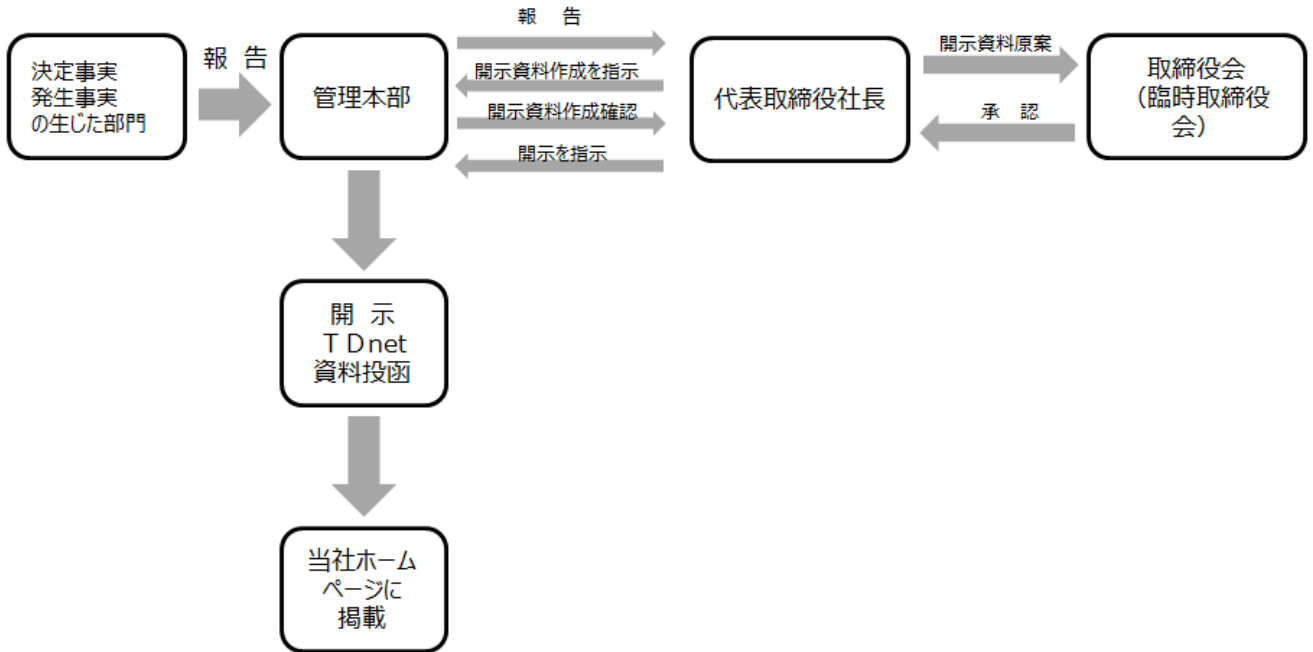 決定事実
発生事実
の生じた部門
報 告
管理本部
報 告
開示資料作成を指示
開示資料作成確認
開示を指示
代表取締役社長
開示資料原案
承 認
取締役会
（臨時取締役
会）
開 示
ＴＤnet
資料投函
当社ホーム
ページに
掲載